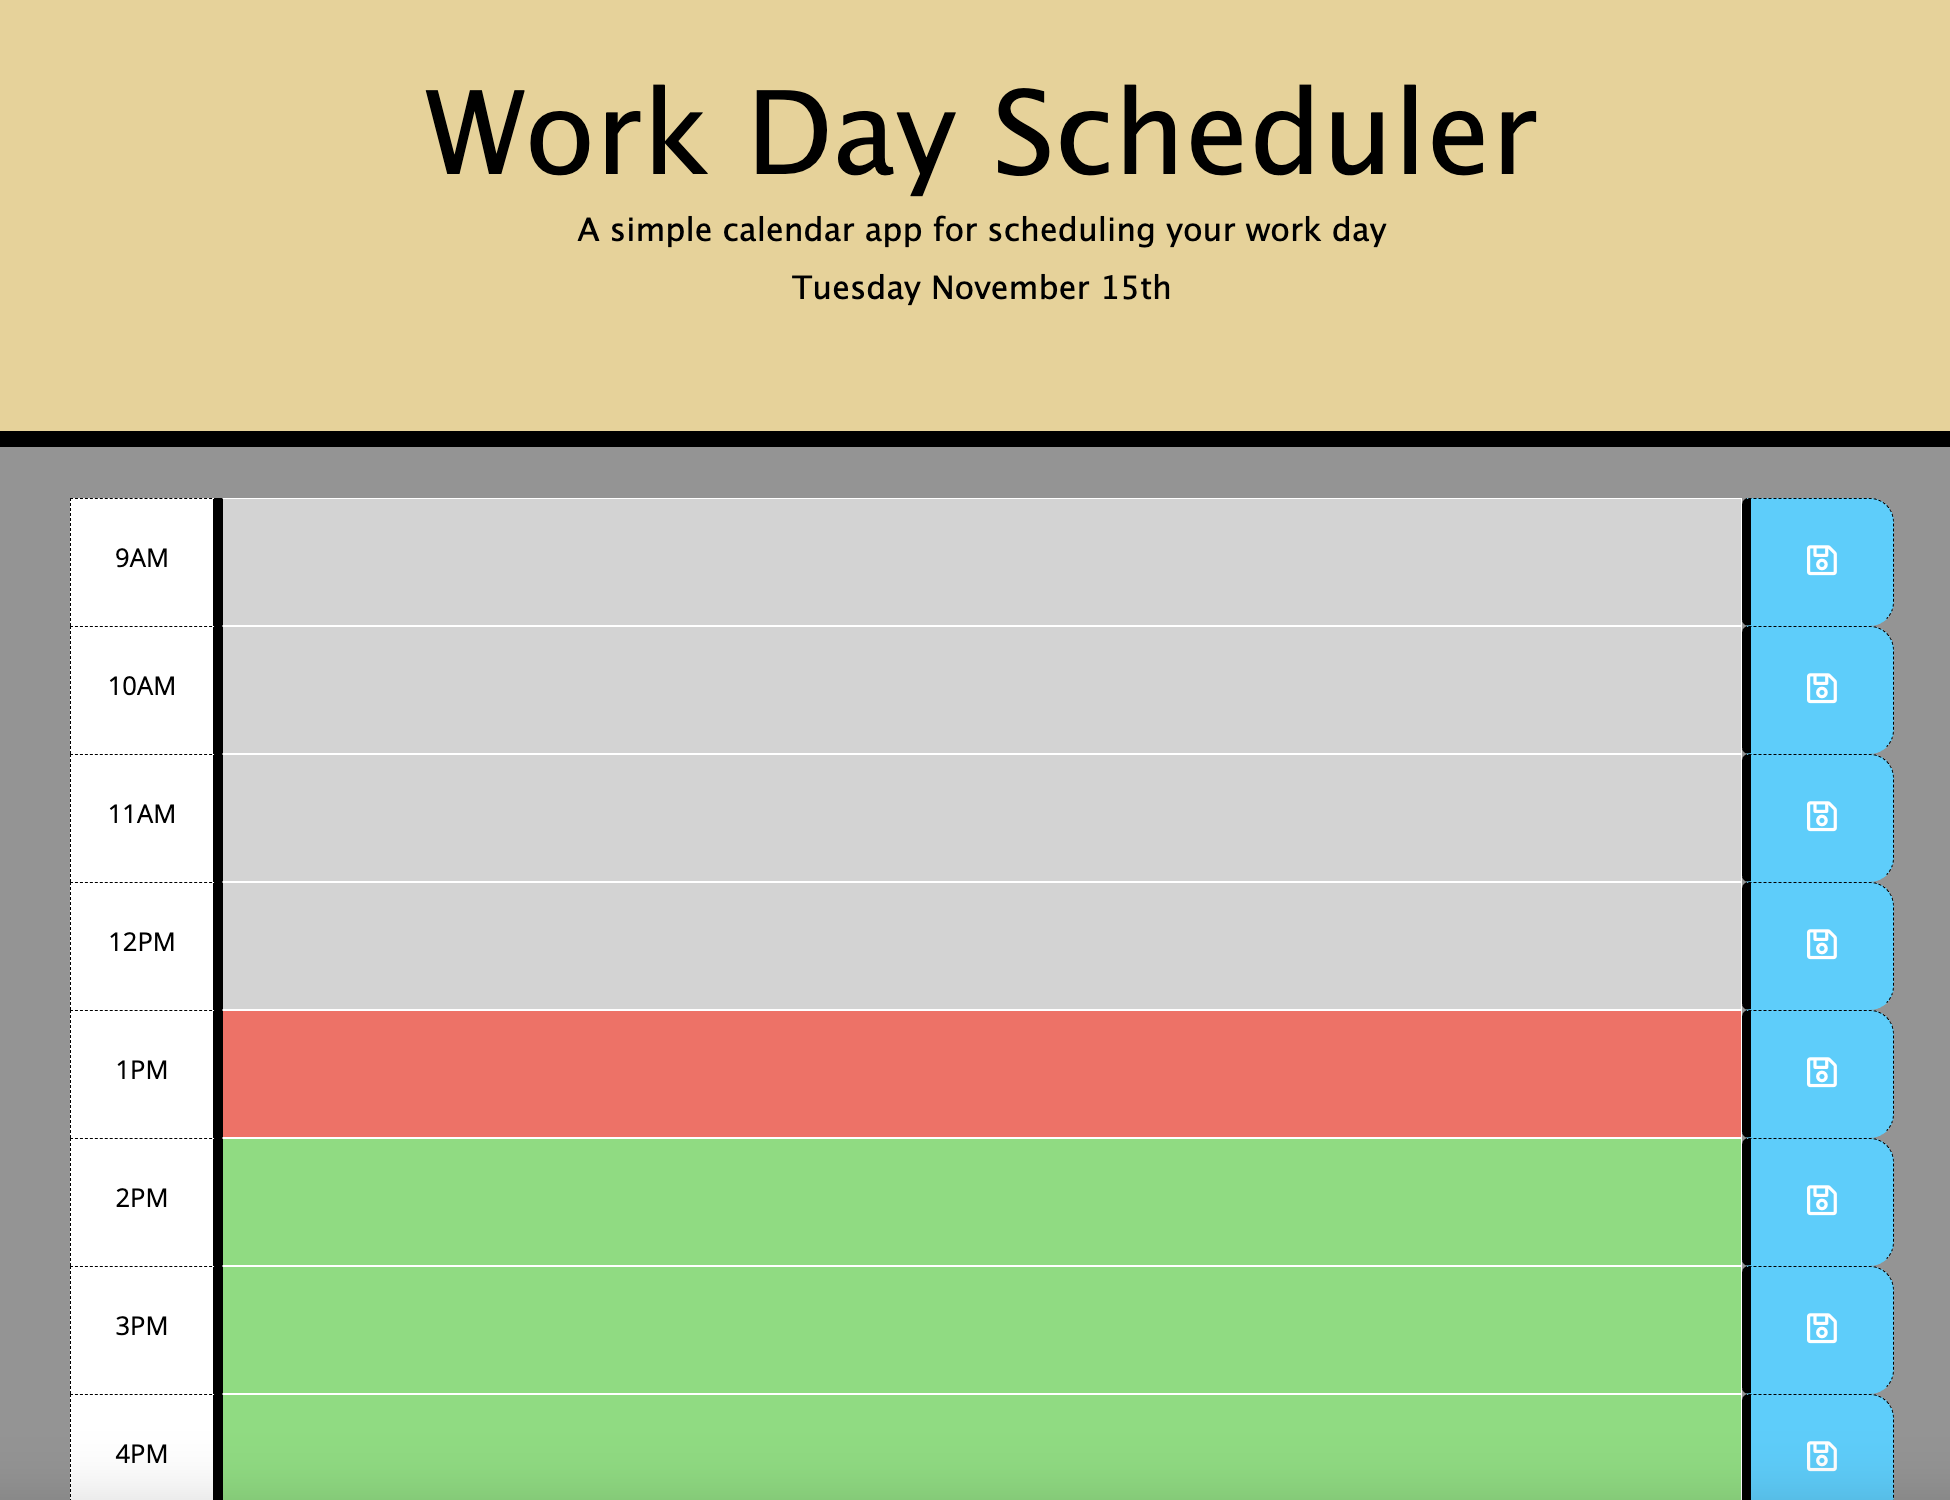 Work Day Scheduler
A simple calendar app for scheduling your work day
Tuesday November 15th
9AM
10AM
11AM
12PM
1PM
2PM
3PM
4PM